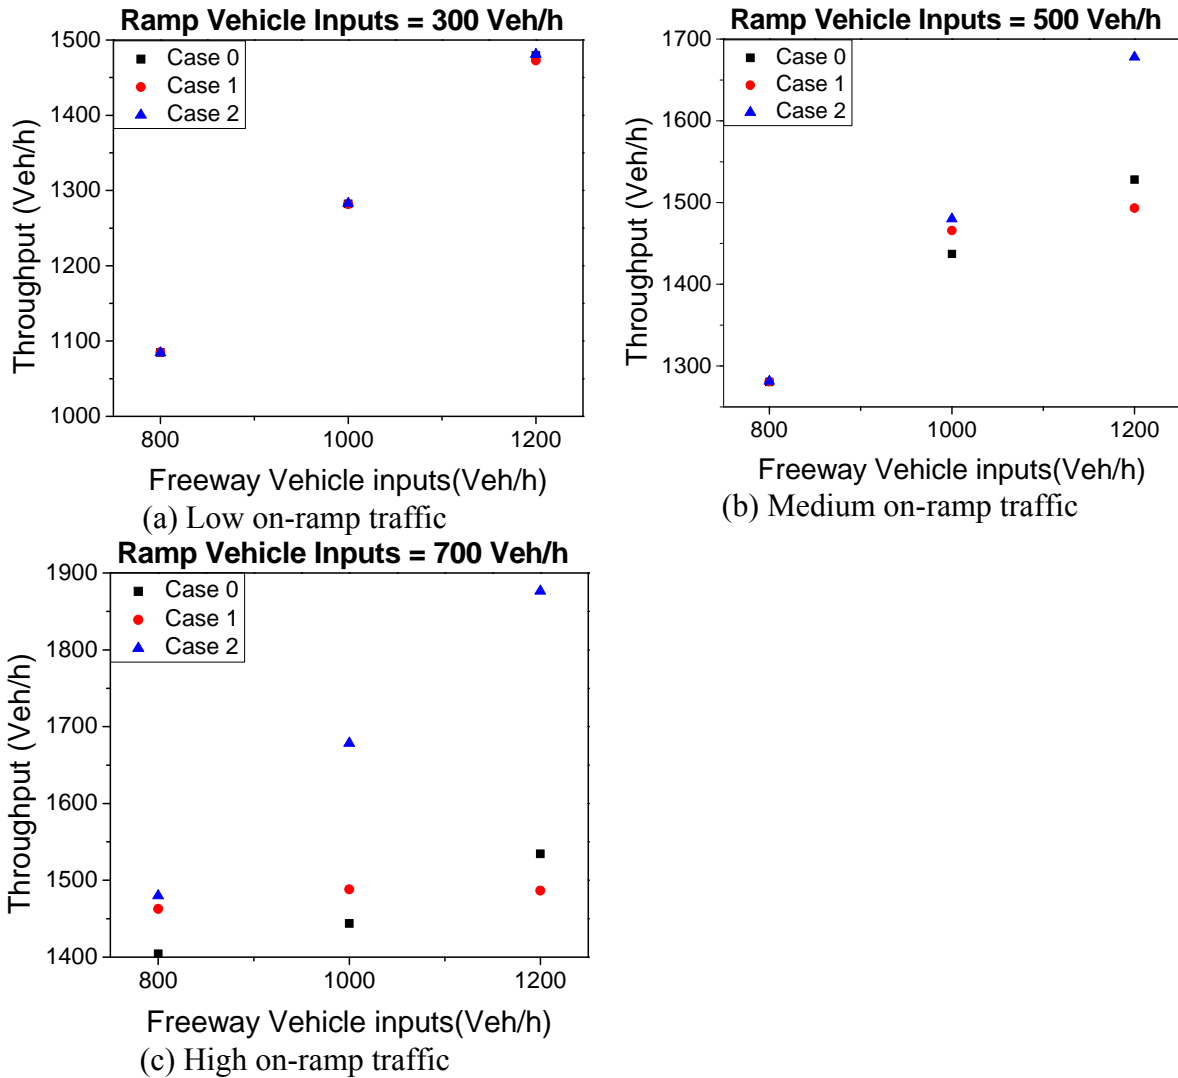 Ramp Vehicle Inputs = 300 Veh/h
Case 0
Case 1
Case 2
1500
1400
1300
1200
1100
1000
Throughput (Veh/h)
800
1000
1200
Freeway Vehicle inputs(Veh/h)
(a) Low on-ramp traffic
Ramp Vehicle Inputs = 500 Veh/h
Case 0
Case 1
Case 2
1700
1600
1500
1400
1300
Throughput (Veh/h)
800
1000
1200
Freeway Vehicle inputs(Veh/h)
(b) Medium on-ramp traffic
Ramp Vehicle Inputs = 700 Veh/h
Case 0
Case 1
Case 2
1900
1800
1700
1600
1500
1400
Throughput (Veh/h)
800
1000
1200
Freeway Vehicle inputs(Veh/h)
(c) High on-ramp traffic